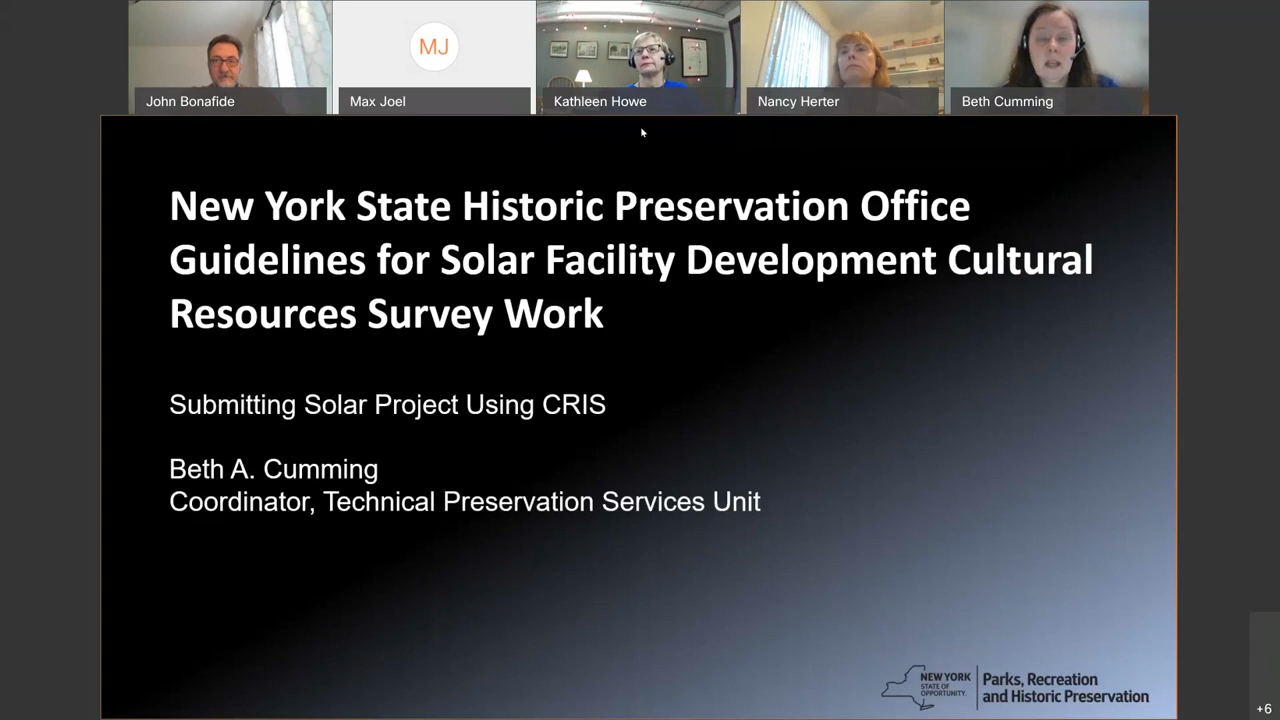 MJ
John Bonafide
Max Joel
Kathleen Howe
Nancy Herter
Beth Cumming
New York State Historic Preservation Office
Guidelines for Solar Facility Development Cultural
Resources Survey Work
Submitting Solar Project Using CRIS
Beth A. Cumming
Coordinator, Technical Preservation Services Unit
NEW YORK
STATE OF
OPPORTUNITY.
Parks, Recreation
and Historic Preservation
+6